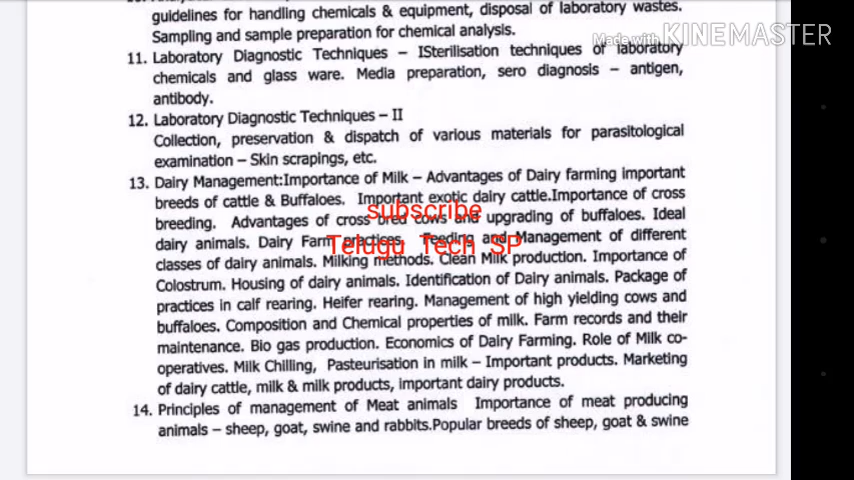 guidelines for handling chemicals & equipment, disposal of laboratory wastes.
Sampling and sample preparation for chemical analysis.
Made with KINEMASTER
11. Laboratory Diagnostic Techniques – ISterilisation techniques of laboratory
chemicals and glass ware. Media preparation, sero diagnosis – antigen,
antibody.
12. Laboratory Diagnostic Techniques – II
Collection, preservation & dispatch of various materials for parasitological
examination – Skin scrapings, etc.
13. Dairy Management:Importance of Milk – Advantages of Dairy farming important
breeds of cattle & Buffaloes. Important exotic dairy cattle.Importance of cross
subscribe
breeding. Advantages of cross bred cows and upgrading of buffaloes. Ideal
dairy animals. Dairy Farm practices. Feeding and Management of different
Telugu Tech SP
classes of dairy animals. Milking methods. Clean Milk production. Importance of
Colostrum. Housing of dairy animals. Identification of Dairy animals. Package of
practices in calf rearing. Heifer rearing. Management of high yielding cows and
buffaloes. Composition and Chemical properties of milk. Farm records and their
maintenance. Bio gas production. Economics of Dairy Farming. Role of Milk co-
operatives. Milk Chilling, Pasteurisation in milk – Important products. Marketing
of dairy cattle, milk & milk products, important dairy products.
14. Principles of management of Meat animals Importance of meat producing
animals – sheep, goat, swine and rabbits.Popular breeds of sheep, goat & swine